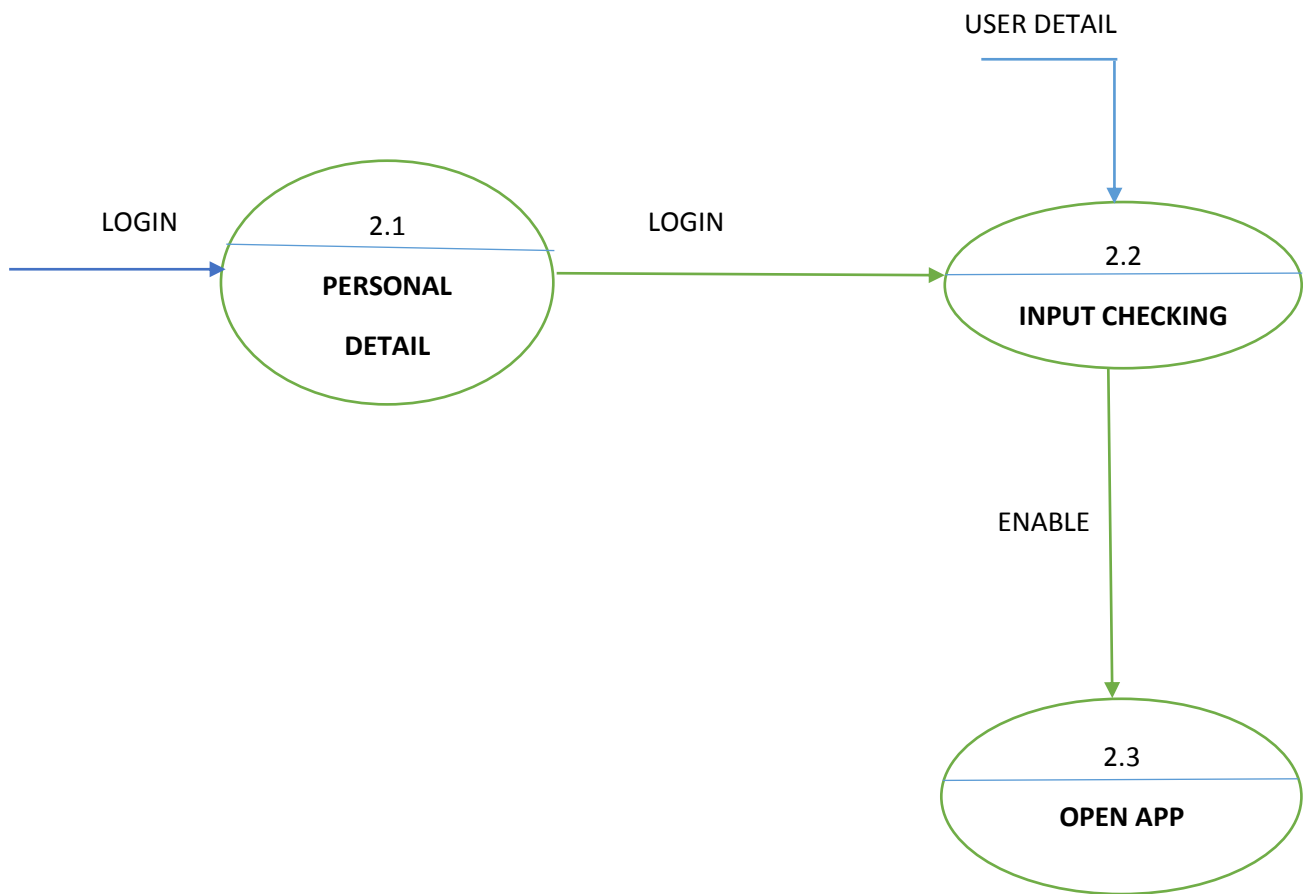 USER DETAIL
LOGIN
2.1
PERSONAL
DETAIL
LOGIN
2.2
INPUT CHECKING
ENABLE
2.3
OPEN APP